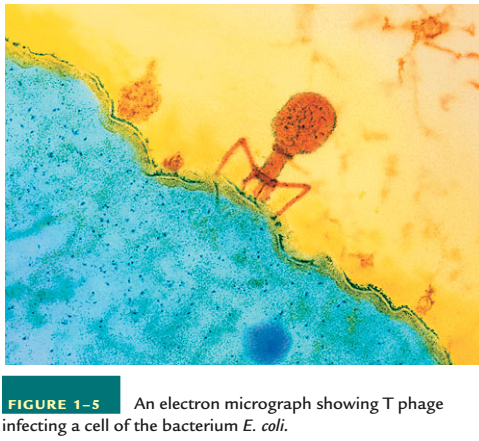 FIGURE 1–5 An electron micrograph showing T phage
infecting a cell of the bacterium E. coli.